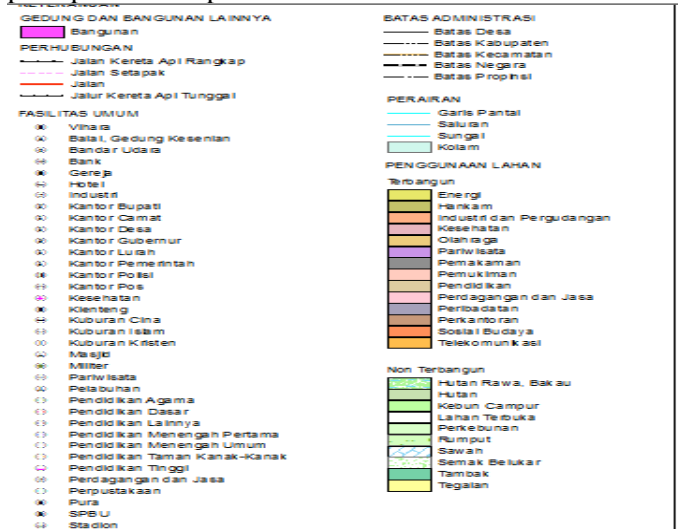 KETERANGAN
GEDUNG DAN BANGUNAN LAINNYA
Bangunan
PERHUBUNGAN
Jalan Kereta Api Rangkap
Jalan Setapak
Jalan
Jalur Kereta Api Tunggal
FASILITAS UMUM
Vihara
Balai, Gedung Kesenian
Bandar Udara
Bank
Gereja
Hotel
Industri
Kantor Bupati
Kantor Camat
Kantor Desa
Kantor Gubernur
Kantor Lurah
Kantor Pemerintah
Kantor Polisi
Kantor Pos
Kesehatan
Klenteng
Kuburan Cina
Kuburan Islam
Kuburan Kristen
Masjid
Militer
Pariwisata
Pelabuhan
Pendidikan Agama
Pendidikan Dasar
Pendidikan Lainnya
Pendidikan Menengah Pertama
Pendidikan Menengah Umum
Pendidikan Taman Kanak-Kanak
Pendidikan Tinggi
Perdagangan dan Jasa
Perpustakaan
Pura
SPBU
Stadion
BATAS ADMINISTRASI
Batas Desa
Batas Kabupaten
Batas Kecamatan
Batas Negara
Batas Propinsi
PERAIRAN
Garis Pantai
Saluran
Sungai
Kolam
PENGGUNAAN LAHAN
Terbangun
Energi
Hankam
Industri dan Pergudangan
Kesehatan
Olahraga
Pariwisata
Pemakaman
Pemukiman
Pendidikan
Perdagangan dan Jasa
Peribadatan
Perkantoran
Sosial Budaya
Telekomunikasi
Non Terbangun
Hutan Rawa, Bakau
Hutan
Kebun Campur
Lahan Terbuka
Perkebunan
Rumput
Sawah
Semak Belukar
Tambak
Tegalan